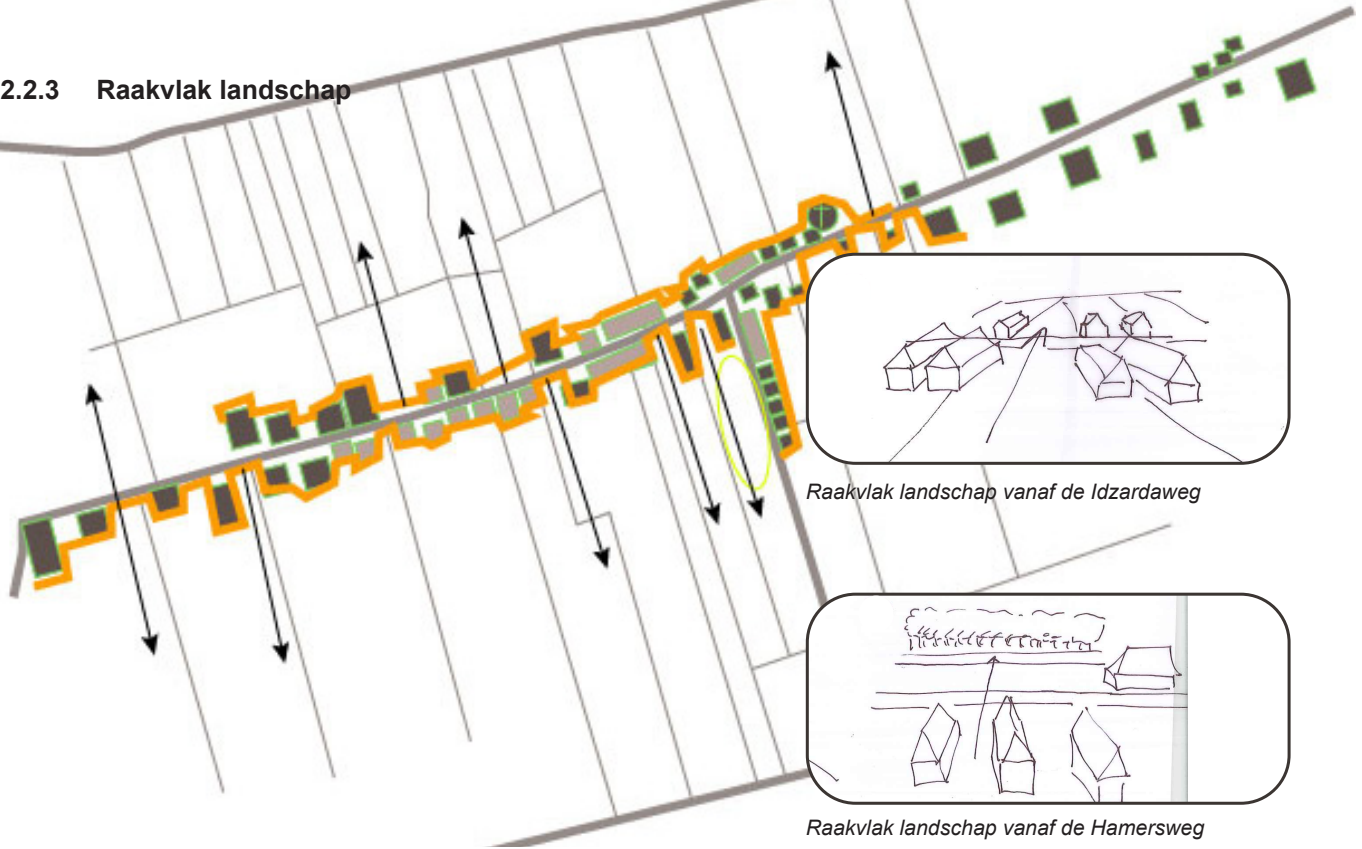 2.2.3 Raakvlak landschap
Raakvlak landschap vanaf de Idzardaweg
Raakvlak landschap vanaf de Hamersweg